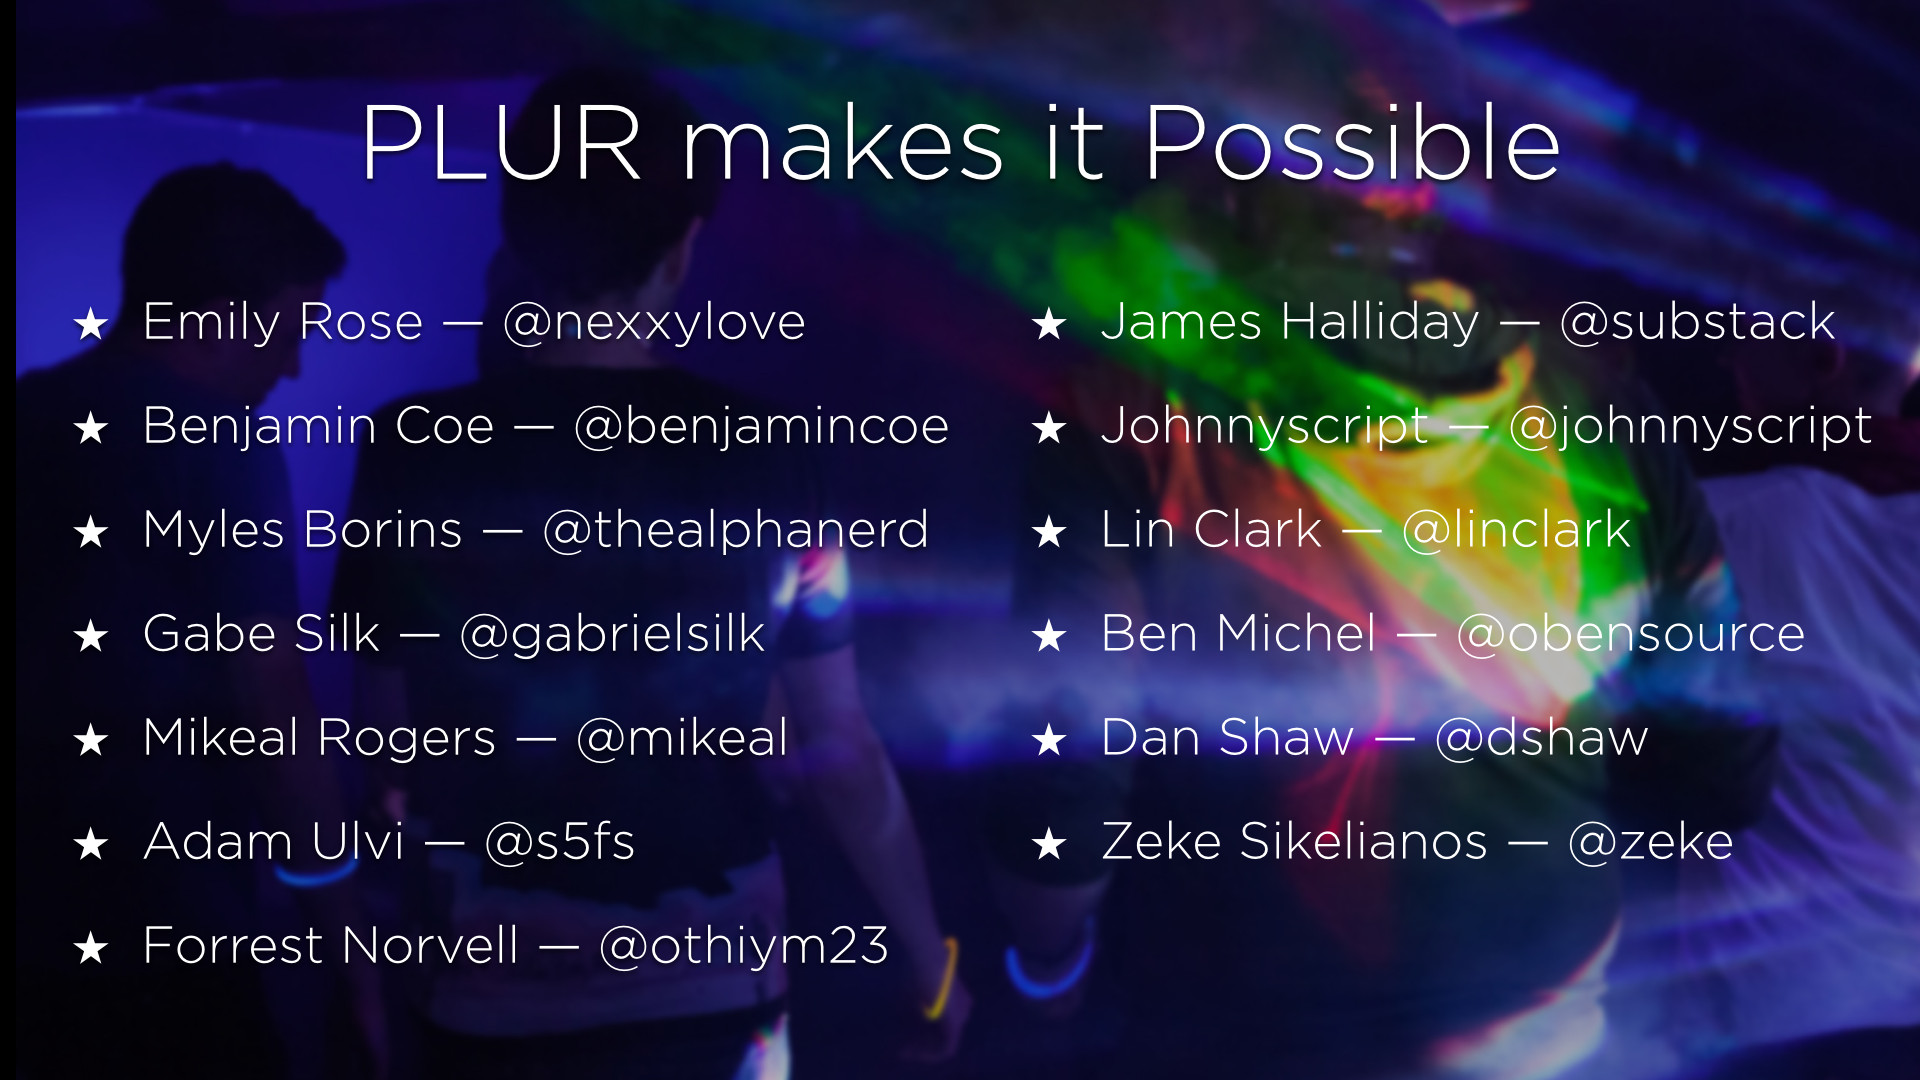 PLUR makes it Possible
★ Emily Rose — @nexxylove
★ Benjamin Coe — @benjamincoe
★ Myles Borins — @thealphanerd
★ Gabe Silk — @gabrielsilk
★ Mikeal Rogers — @mikeal
★ Adam Ulvi — @s5fs
★ Forrest Norvell — @othiym23
★ James Halliday — @substack
★ Johnnyscript — @johnnyscript
★ Lin Clark — @linclark
★ Ben Michel — @obensource
★ Dan Shaw — @dshaw
★ Zeke Sikelianos — @zeke